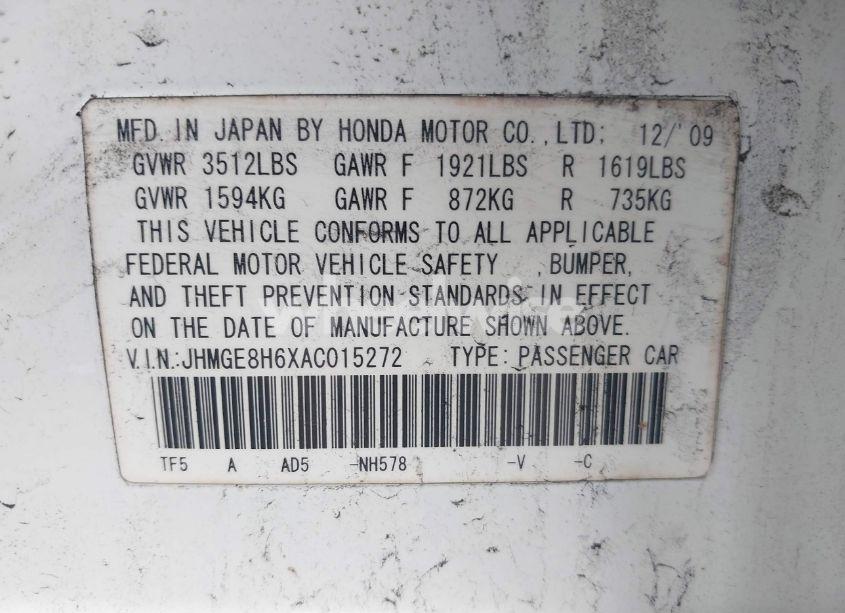 MFD. IN JAPAN BY HONDA MOTOR CO.,LTD; 12/'09
GVWR 3512LBS GAWR F 1921LBS R 1619LBS
GVWR 1594KG GAWR F 872KG R 735KG
THIS VEHICLE CONFORMS TO ALL APPLICABLE
FEDERAL MOTOR VEHICLE SAFETY , BUMPER,
AND THEFT PREVENTION STANDARDS IN EFFECT
ON THE DATE OF MANUFACTURE SHOWN ABOVE.
V.I.N.:JHMGE8H6XAC015272 TYPE: PASSENGER CAR
TF5 A AD5 -NH578 -V -C